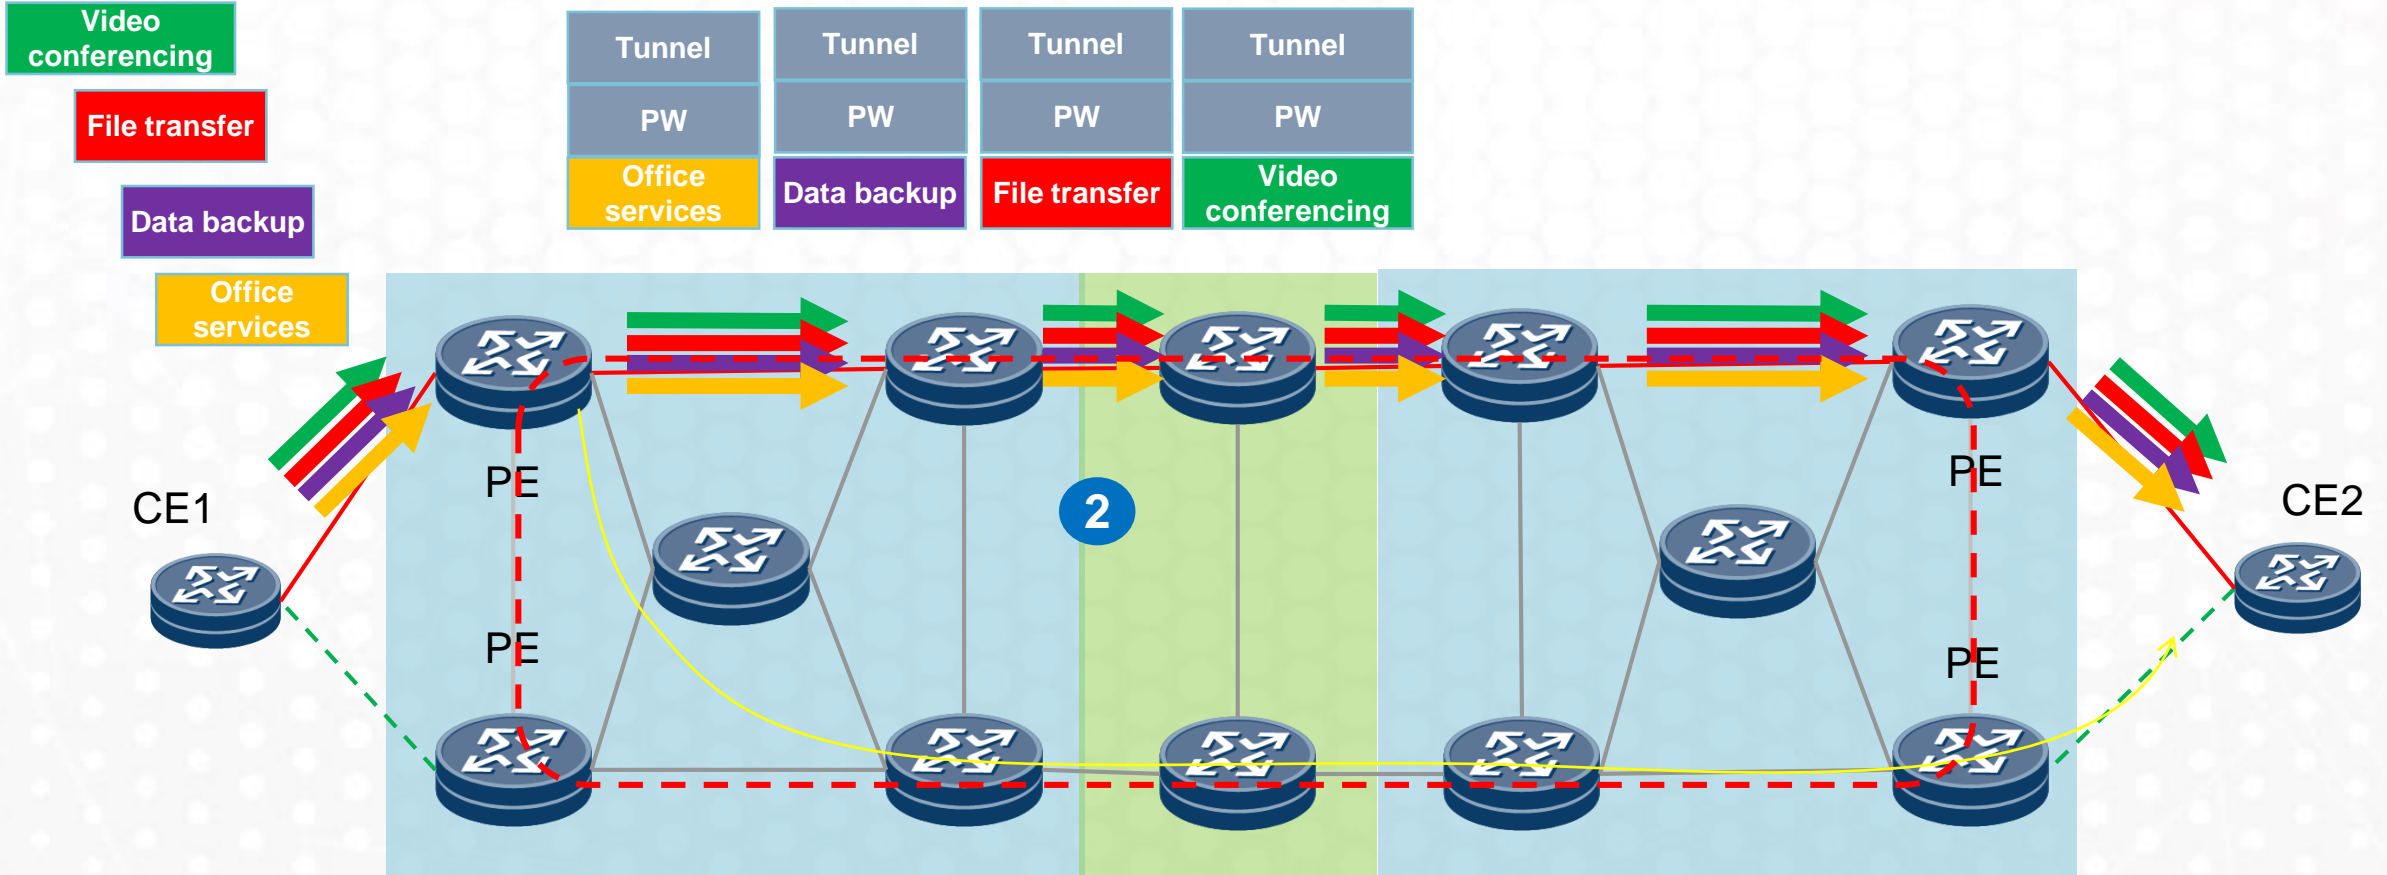 Video
conferencing
File transfer
Data backup
Office
services
Tunnel
Tunnel
Tunnel
Tunnel
PW
PW
PW
PW
Office
services
Data backup
File transfer
Video
conferencing
PE
PE
CE1
2
CE2
PE
PE